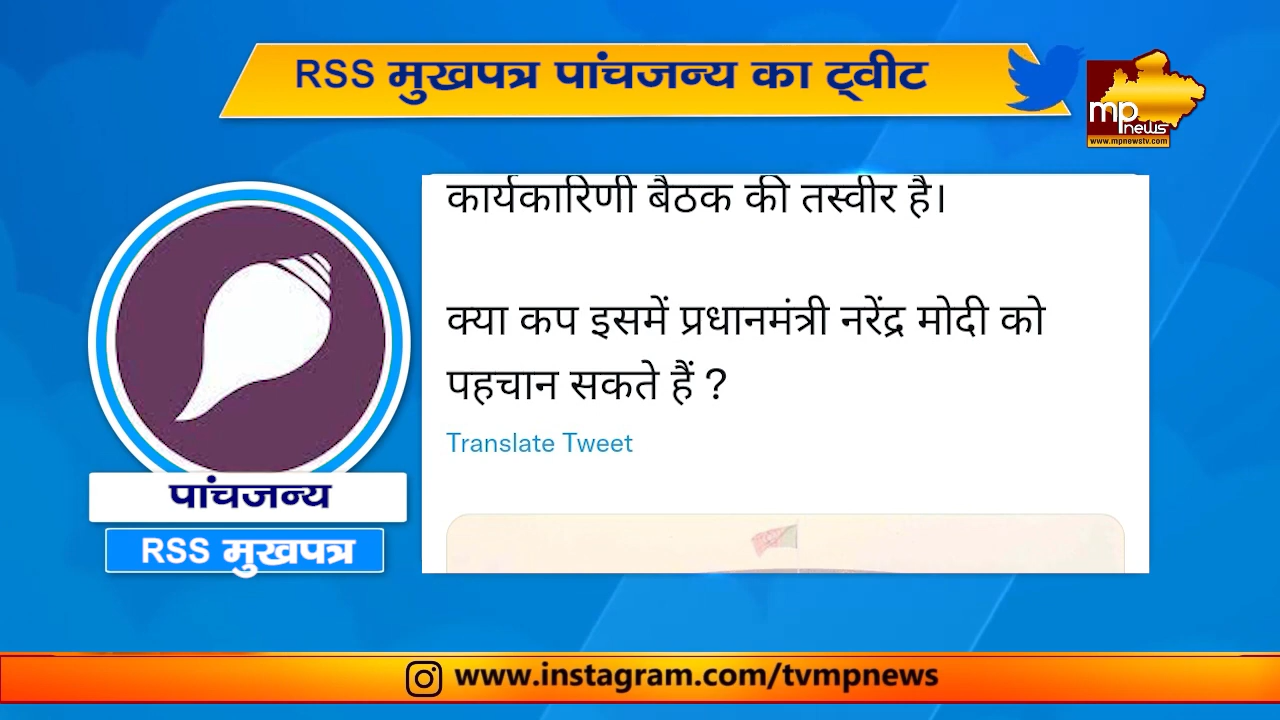 RSS मुखपत्र पांचजन्य का ट्वीट
mp
news
www.mpnewstv.com
कार्यकारिणी बैठक की तस्वीर है।
क्या कप इसमें प्रधानमंत्री नरेंद्र मोदी को
पहचान सकते हैं ?
Translate Tweet
पांचजन्य
RSS मुखपत्र
www.instagram.com/tvmpnews